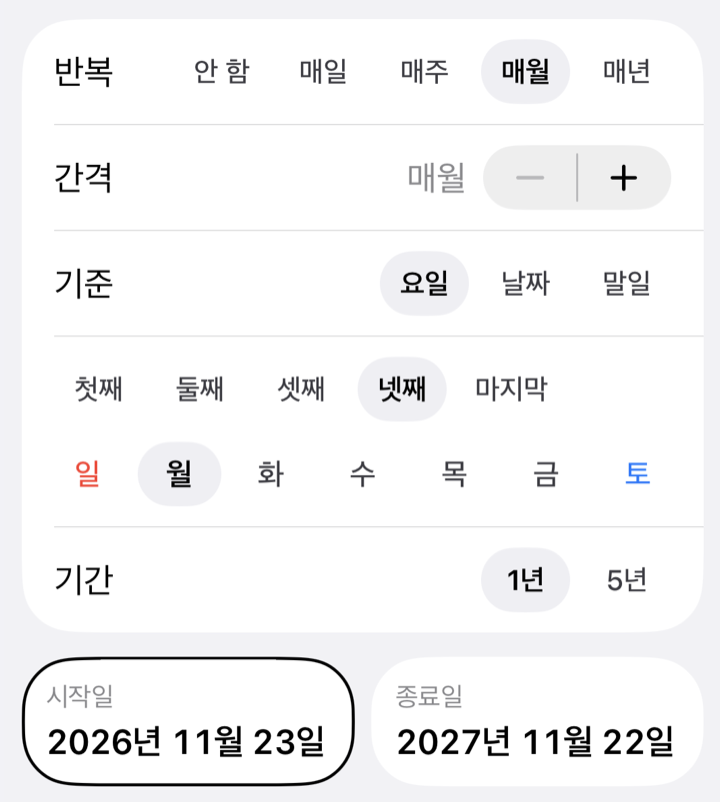 반복 안 함 매일 매주 매월 매년
간격 매월 − +
기준 요일 날짜 말일
첫째 둘째 셋째 넷째 마지막
일 월 화 수 목 금 토
기간 1년 5년
시작일 종료일
2026년 11월 23일 2027년 11월 22일